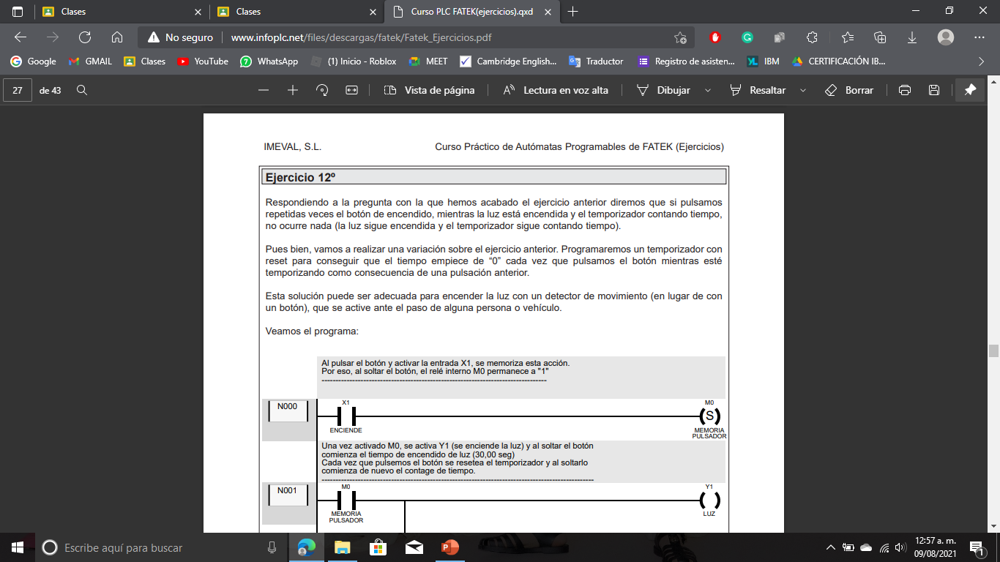 Clases
Clases
Curso PLC FATEK(ejercicios).qxd
No seguro
www.infoplc.net/files/descargas/fatek/Fatek_Ejercicios.pdf
Google
GMAIL
Clases
YouTube
WhatsApp
(1) Inicio - Roblox
MEET
Cambridge English...
Traductor
Registro de asisten...
IBM
CERTIFICACIÓN IB...
27
de 43
Vista de página
Lectura en voz alta
Dibujar
Resaltar
Borrar
IMEVAL, S.L.
Curso Práctico de Autómatas Programables de FATEK (Ejercicios)
Ejercicio 12º
Respondiendo a la pregunta con la que hemos acabado el ejercicio anterior diremos que si pulsamos
repetidas veces el botón de encendido, mientras la luz está encendida y el temporizador contando tiempo,
no ocurre nada (la luz sigue encendida y el temporizador sigue contando tiempo).
Pues bien, vamos a realizar una variación sobre el ejercicio anterior. Programaremos un temporizador con
reset para conseguir que el tiempo empiece de “0” cada vez que pulsamos el botón mientras esté
temporizando como consecuencia de una pulsación anterior.
Esta solución puede ser adecuada para encender la luz con un detector de movimiento (en lugar de con
un botón), que se active ante el paso de alguna persona o vehículo.
Veamos el programa:
Al pulsar el botón y activar la entrada X1, se memoriza esta acción.
Por eso, al soltar el botón, el relé interno M0 permanece a "1"
N000
X1
ENCIENDE
M0
S
MEMORIA
PULSADOR
Una vez activado M0, se activa Y1 (se enciende la luz) y al soltar el botón
comienza el tiempo de encendido de luz (30,00 seg)
Cada vez que pulsemos el botón se resetea el temporizador y al soltarlo
comienza de nuevo el contage de tiempo.
N001
M0
MEMORIA
PULSADOR
Y1
LUZ
Escribe aquí para buscar
12:57 a. m.
09/08/2021
1